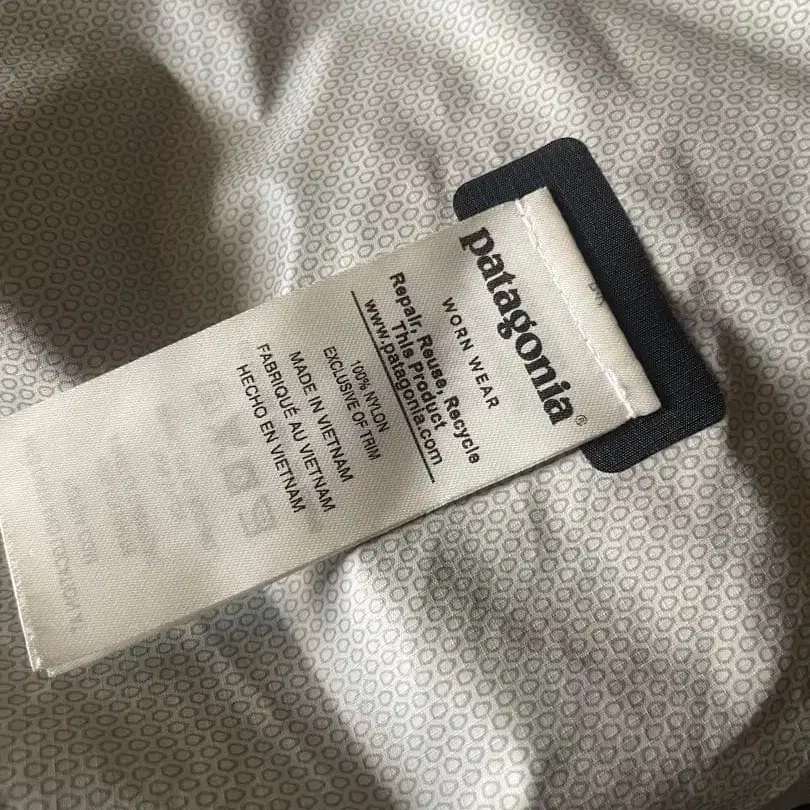 patagonia®
WORN WEAR
Repair, Reuse, Recycle
This Product
www.patagonia.com
100% NYLON
EXCLUSIVE OF TRIM
MADE IN VIETNAM
FABRIQUÉ AU VIETNAM
HECHO EN VIETNAM